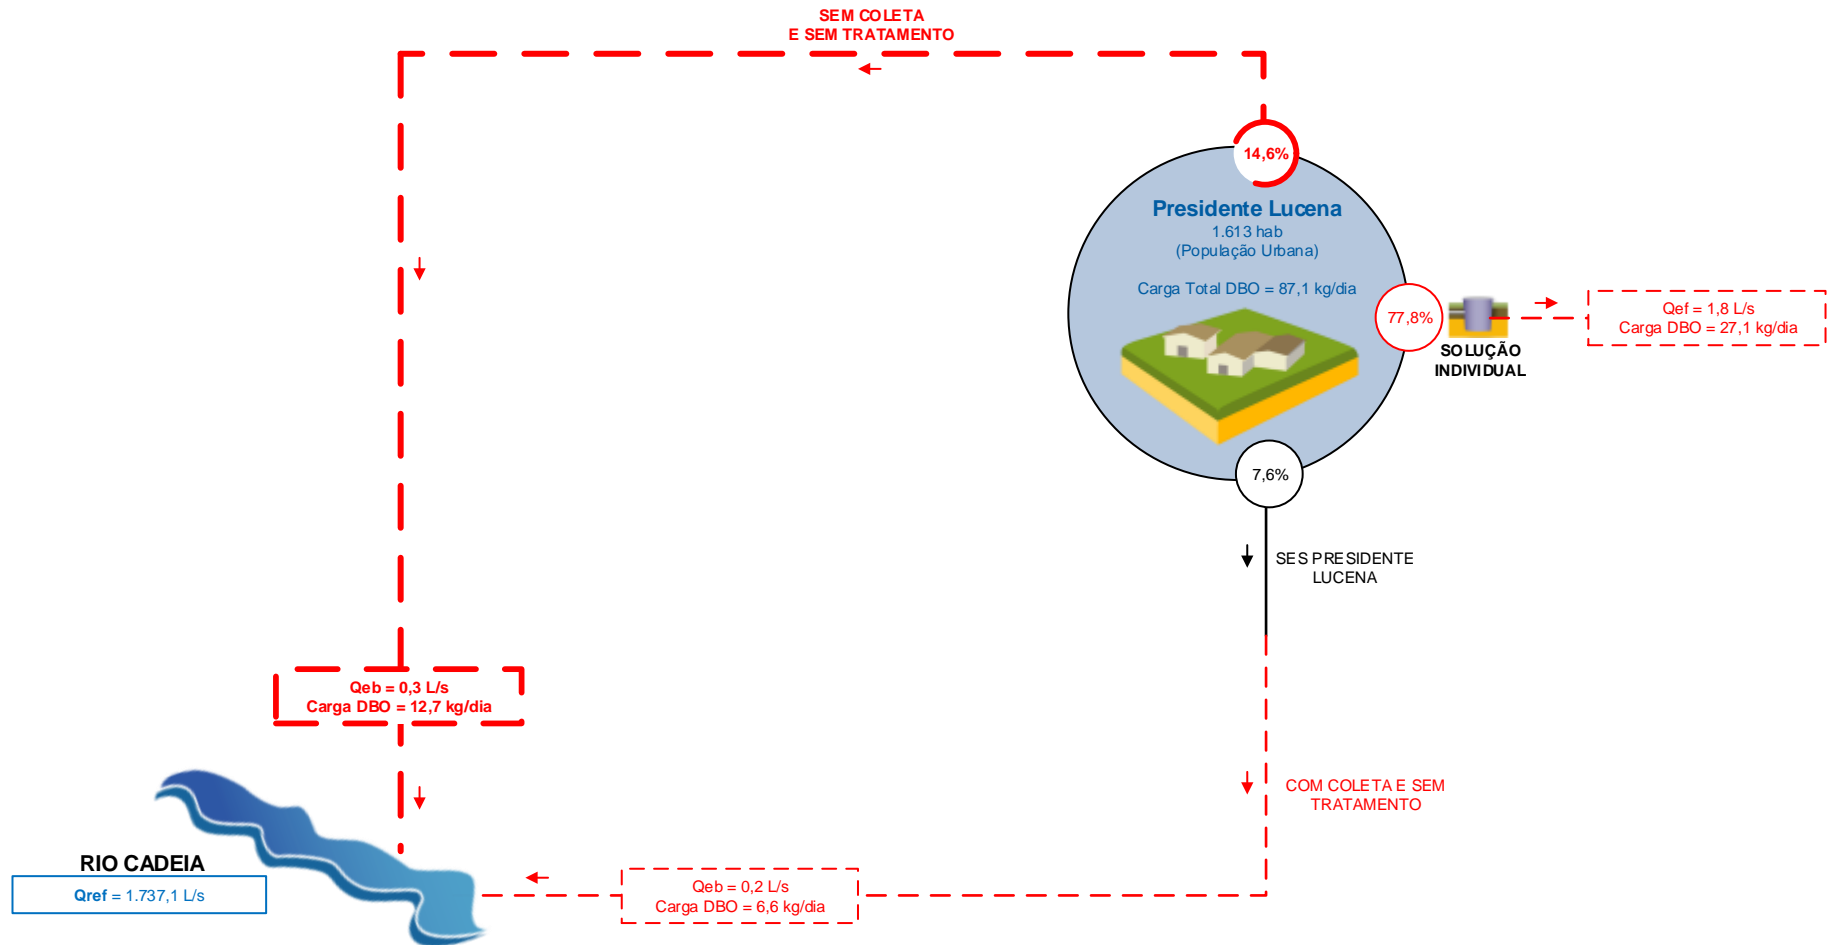 SEM COLETA
E SEM TRATAMENTO
14,6%
Presidente Lucena
1.613 hab
(População Urbana)
Carga Total DBO = 87,1 kg/dia
77,8%
SOLUÇÃO
INDIVIDUAL
Qef = 1,8 L/s
Carga DBO = 27,1 kg/dia
7,6%
SES PRESIDENTE
LUCENA
Qeb = 0,3 L/s
Carga DBO = 12,7 kg/dia
COM COLETA E SEM
TRATAMENTO
RIO CADEIA
Qref = 1.737,1 L/s
Qeb = 0,2 L/s
Carga DBO = 6,6 kg/dia